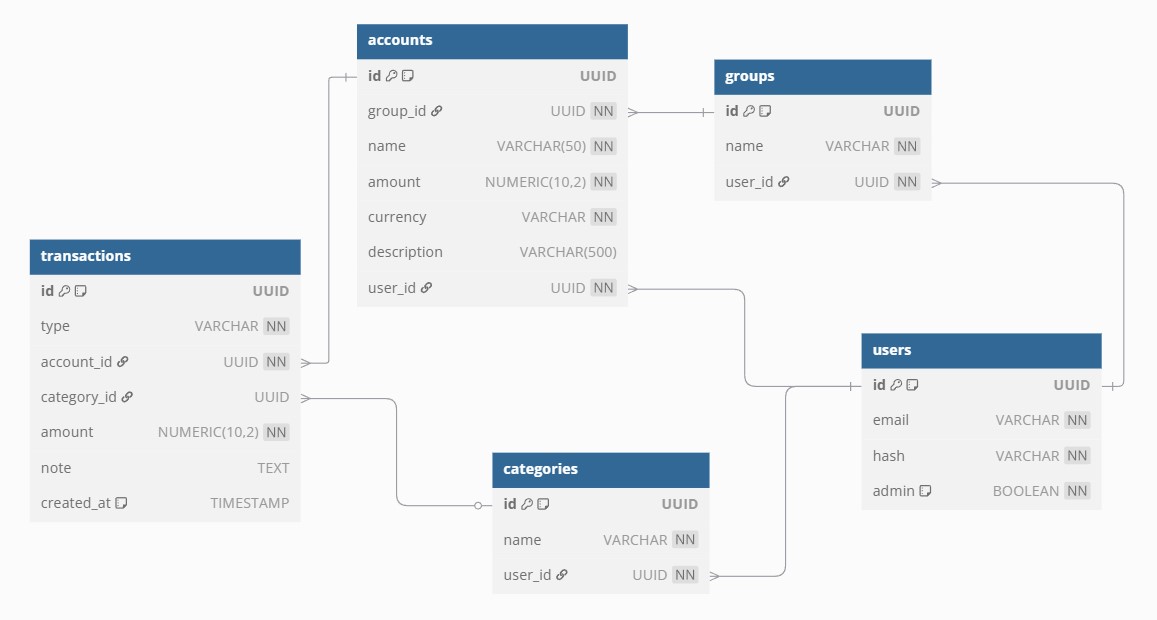 accounts
id UUID
group_id UUID NN
name VARCHAR(50) NN
amount NUMERIC(10,2) NN
currency VARCHAR NN
description VARCHAR(500)
user_id UUID NN
groups
id UUID
name VARCHAR NN
user_id UUID NN
transactions
id UUID
type VARCHAR NN
account_id UUID NN
category_id UUID
amount NUMERIC(10,2) NN
note TEXT
created_at TIMESTAMP
users
id UUID
email VARCHAR NN
hash VARCHAR NN
admin BOOLEAN NN
categories
id UUID
name VARCHAR NN
user_id UUID NN